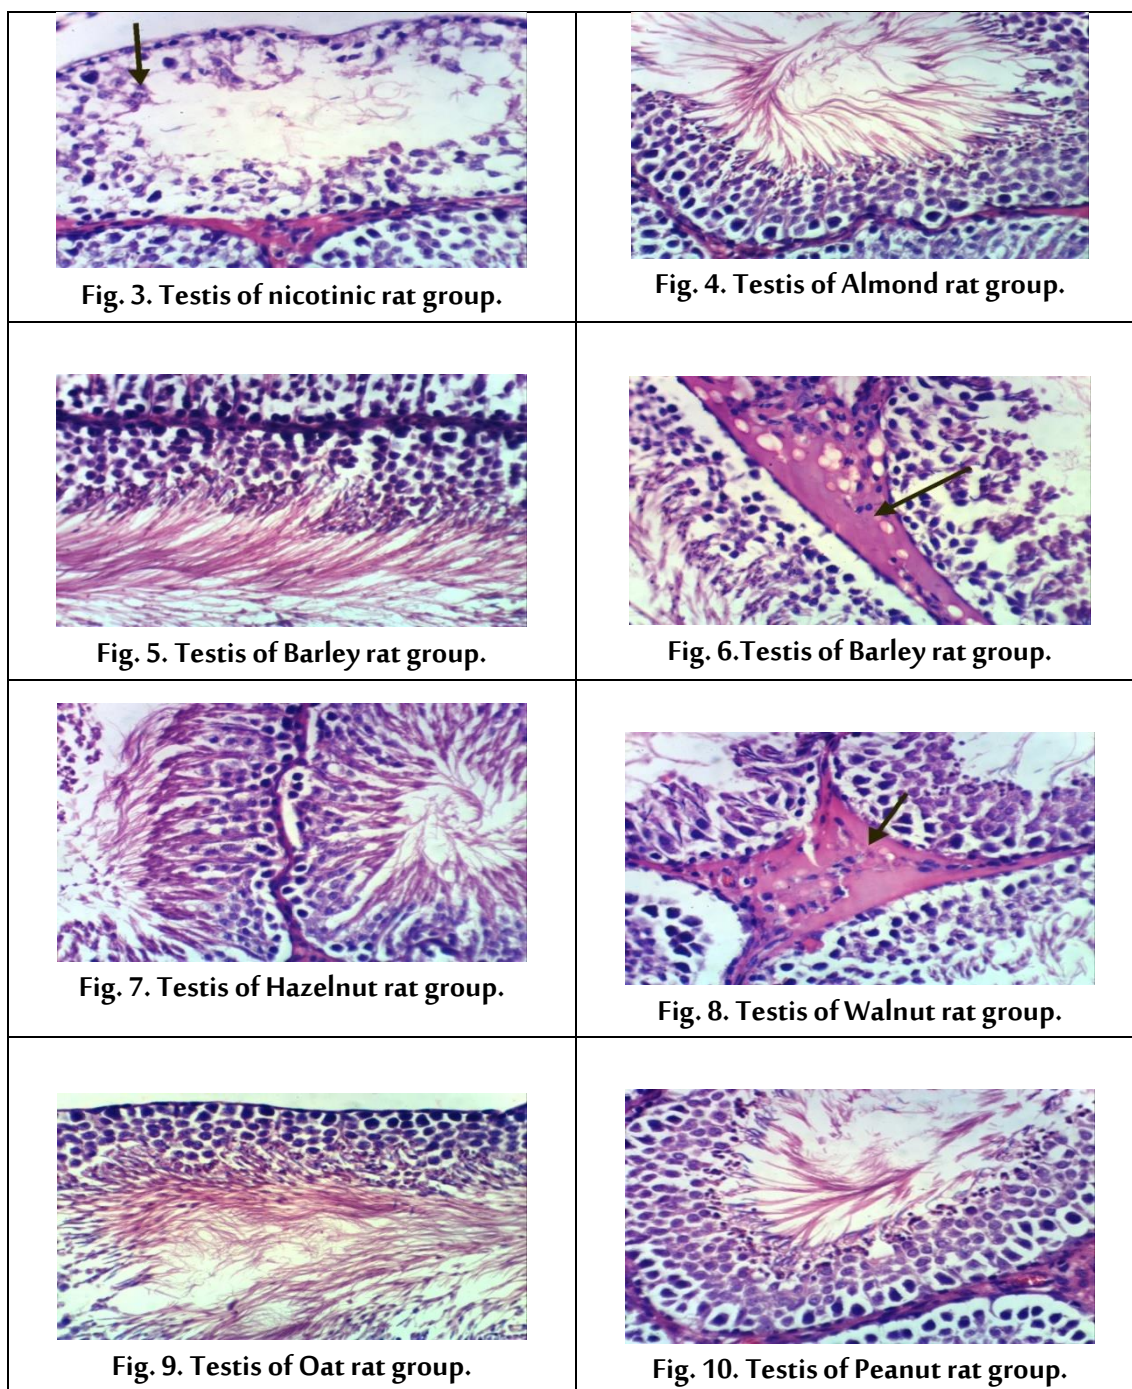 Fig. 3. Testis of nicotinic rat group.
Fig. 4. Testis of Almond rat group.
Fig. 5. Testis of Barley rat group.
Fig. 6.Testis of Barley rat group.
Fig. 7. Testis of Hazelnut rat group.
Fig. 8. Testis of Walnut rat group.
Fig. 9. Testis of Oat rat group.
Fig. 10. Testis of Peanut rat group.